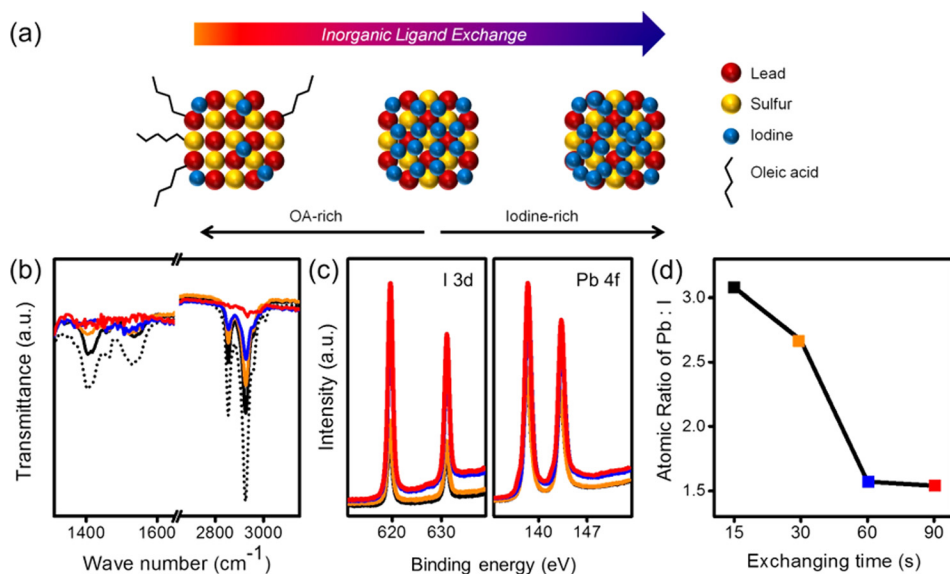 (a)
Inorganic Ligand Exchange
Lead
Sulfur
Iodine
Oleic acid
OA-rich
Iodine-rich
(b)
Transmittance (a.u.)
1400
1600
2800
3000
Wave number (cm⁻¹)
(c)
Intensity (a.u.)
I 3d
Pb 4f
620
630
140
147
Binding energy (eV)
(d)
Atomic Ratio of Pb : I
3.0
2.5
2.0
1.5
15
30
60
90
Exchanging time (s)